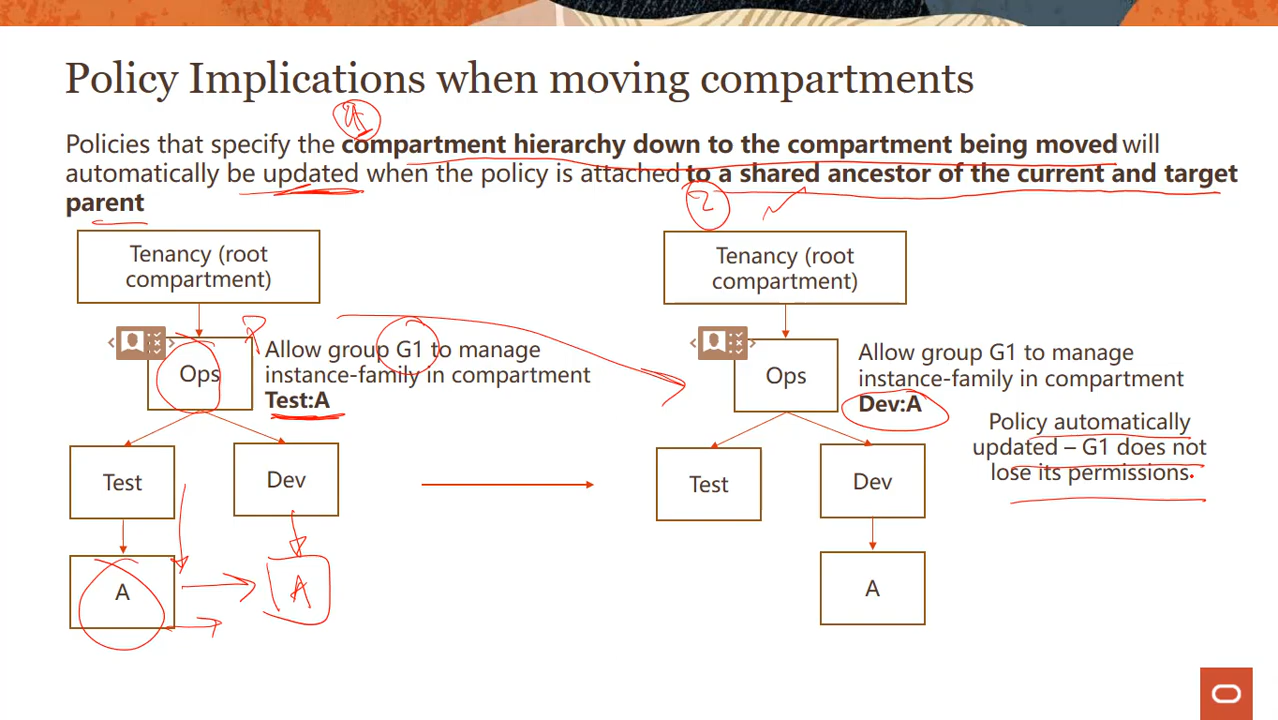 Policy Implications when moving compartments
Policies that specify the compartment hierarchy down to the compartment being moved will
automatically be updated when the policy is attached to a shared ancestor of the current and target
parent
2
Tenancy (root
compartment)
Ops
Allow group G1 to manage
instance-family in compartment
Test:A
Test
Dev
A
A
Tenancy (root
compartment)
Ops
Allow group G1 to manage
instance-family in compartment
Dev:A
Policy automatically
updated – G1 does not
lose its permissions.
Test
Dev
A